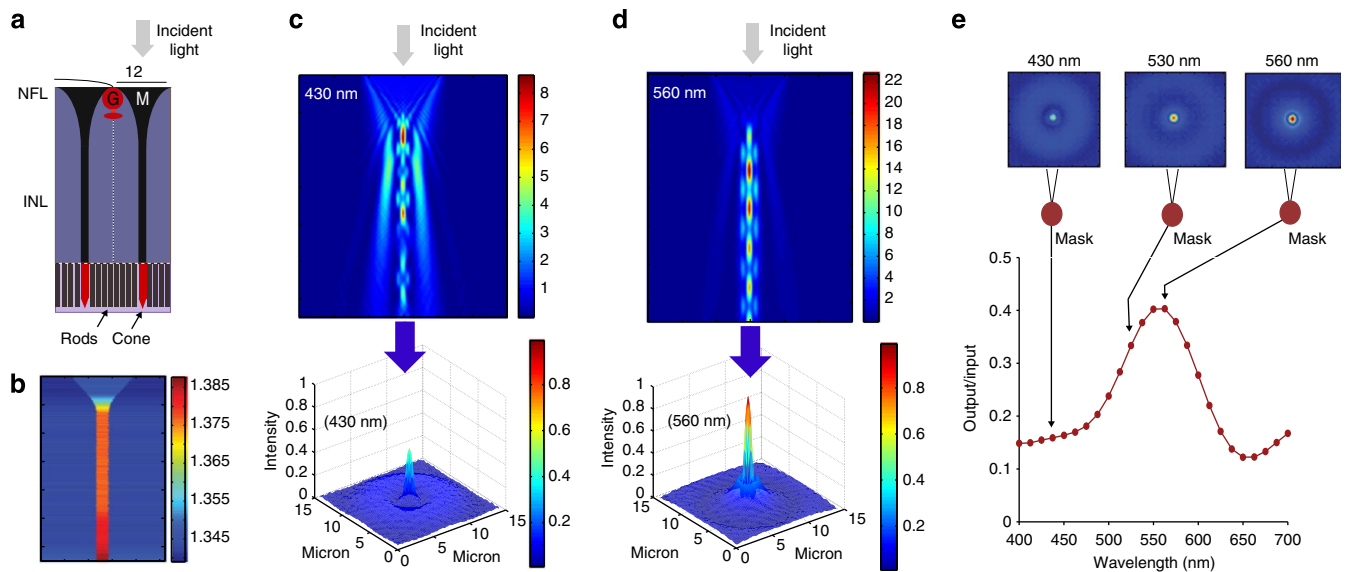 a
Incident
light
12
NFL
G
M
INL
Rods
Cone
b
1.385
1.375
1.365
1.355
1.345
c
Incident
light
430 nm
8
7
6
5
4
3
2
1
(430 nm)
Intensity
1
0.8
0.6
0.4
0.2
0
15
10
5
0
Micron
0
5
10
15
Micron
0.8
0.6
0.4
0.2
d
Incident
light
560 nm
22
20
18
16
14
12
10
8
6
4
2
(560 nm)
Intensity
1
0.8
0.6
0.4
0.2
0
15
10
5
0
Micron
0
5
10
15
Micron
0.8
0.6
0.4
0.2
e
430 nm
530 nm
560 nm
Mask
Mask
Mask
Output/input
0.5
0.4
0.3
0.2
0.1
0
400
450
500
550
600
650
700
Wavelength (nm)